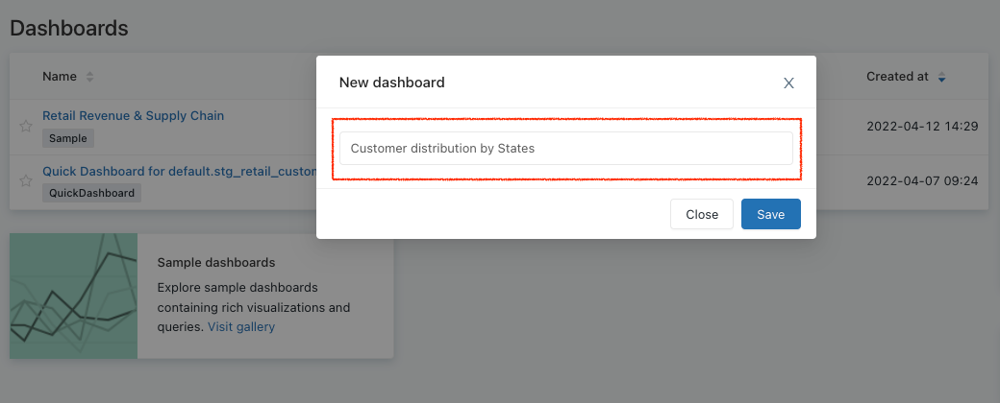 Dashboards
Name
Created at
Retail Revenue & Supply Chain
Sample
2022-04-12 14:29
Quick Dashboard for default.stg_retail_custon
QuickDashboard
2022-04-07 09:24
New dashboard
X
Customer distribution by States
Close
Save
Sample dashboards
Explore sample dashboards
containing rich visualizations and
queries. Visit gallery